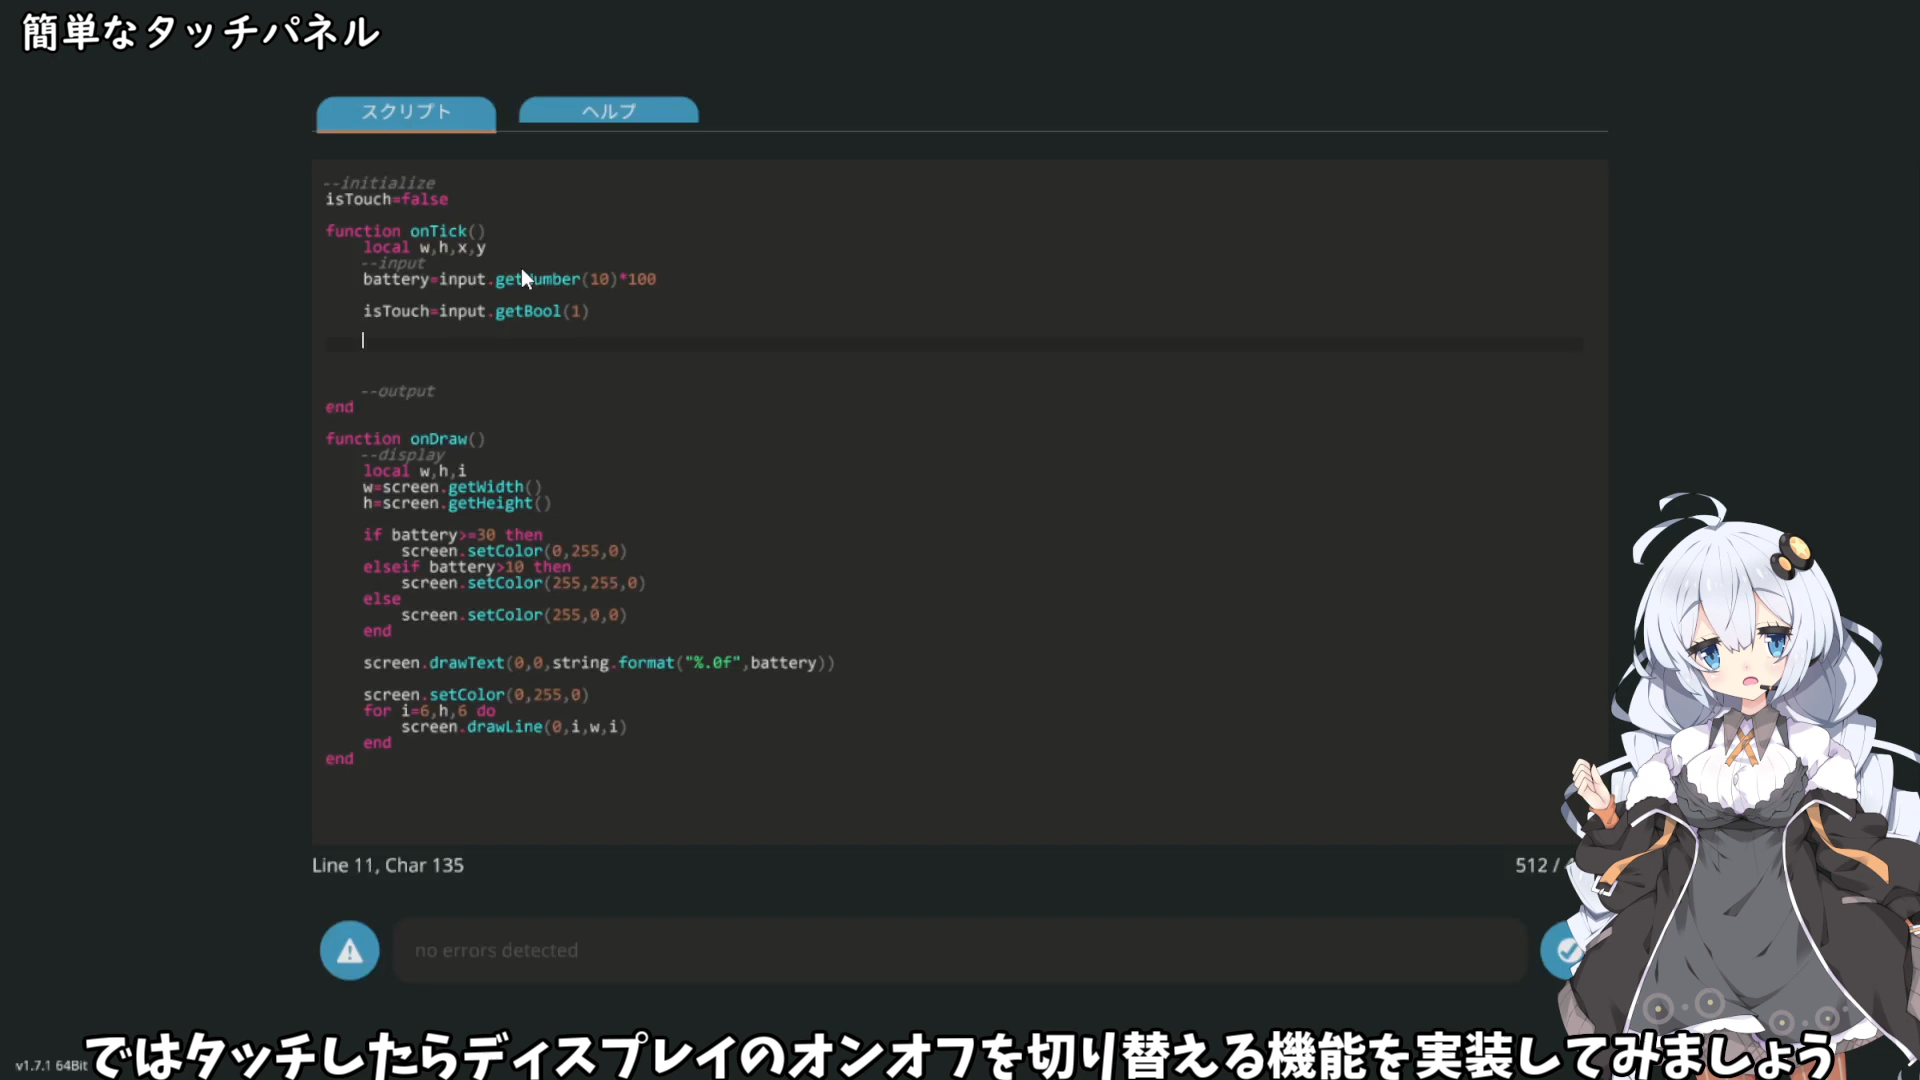 簡単なタッチパネル
スクリプト
ヘルプ
--initialize
isTouch=false
function onTick()
local w,h,x,y
--input
battery=input.getNumber(10)*100
isTouch=input.getBool(1)
--output
end
function onDraw()
--display
local w,h,i
w=screen.getWidth()
h=screen.getHeight()
if battery>=30 then
screen.setColor(0,255,0)
elseif battery>10 then
screen.setColor(255,255,0)
else
screen.setColor(255,0,0)
end
screen.drawText(0,0,string.format("%.0f",battery))
screen.setColor(0,255,0)
for i=6,h,6 do
screen.drawLine(0,i,w,i)
end
end
Line 11, Char 135
512 /
no errors detected
v1.7.1 64Bit
ではタッチしたらディスプレイのオンオフを切り替える機能を実装してみましょう